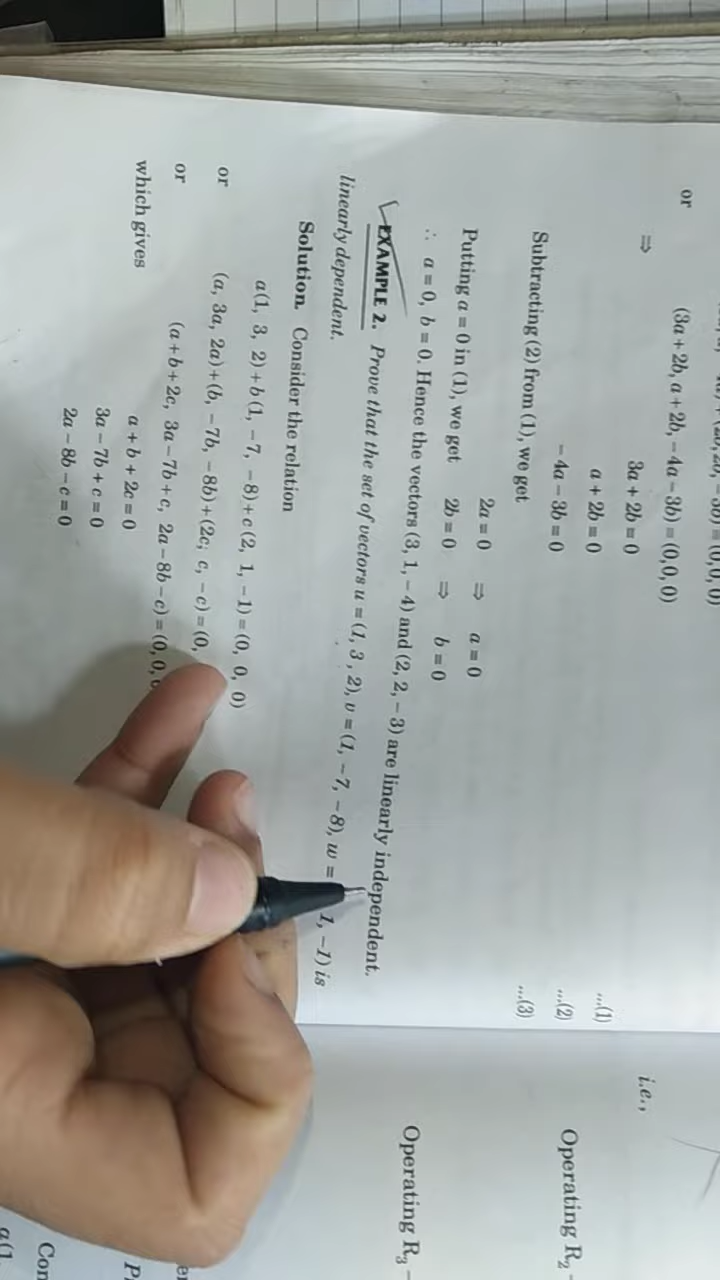 or (3a + 2b, a + 2b, – 4a – 3b) = (0,0, 0)
⇒ 3a + 2b = 0 ...(1)
a + 2b = 0 ...(2)
– 4a – 3b = 0 ...(3)
Subtracting (2) from (1), we get
2a = 0 ⇒ a = 0
Putting a = 0 in (1), we get 2b = 0 ⇒ b = 0
∴ a = 0, b = 0. Hence the vectors (3, 1, – 4) and (2, 2, – 3) are linearly independent.
EXAMPLE 2. Prove that the set of vectors u = (1, 3 , 2), v = (1, – 7, – 8), w = 1, –1) is
linearly dependent.
Solution. Consider the relation
a(1, 3, 2) + b(1, –7, –8) + c (2, 1, –1) = (0, 0, 0)
or (a, 3a, 2a) + (b, –7b, –8b) + (2c; c, –c) = (0,
or (a + b + 2c, 3a – 7b + c, 2a – 8b – c) = (0, 0,
which gives a + b + 2c = 0
3a – 7b + c = 0
2a – 8b – c = 0
i.e.,
Operating R2
Operating R3 –